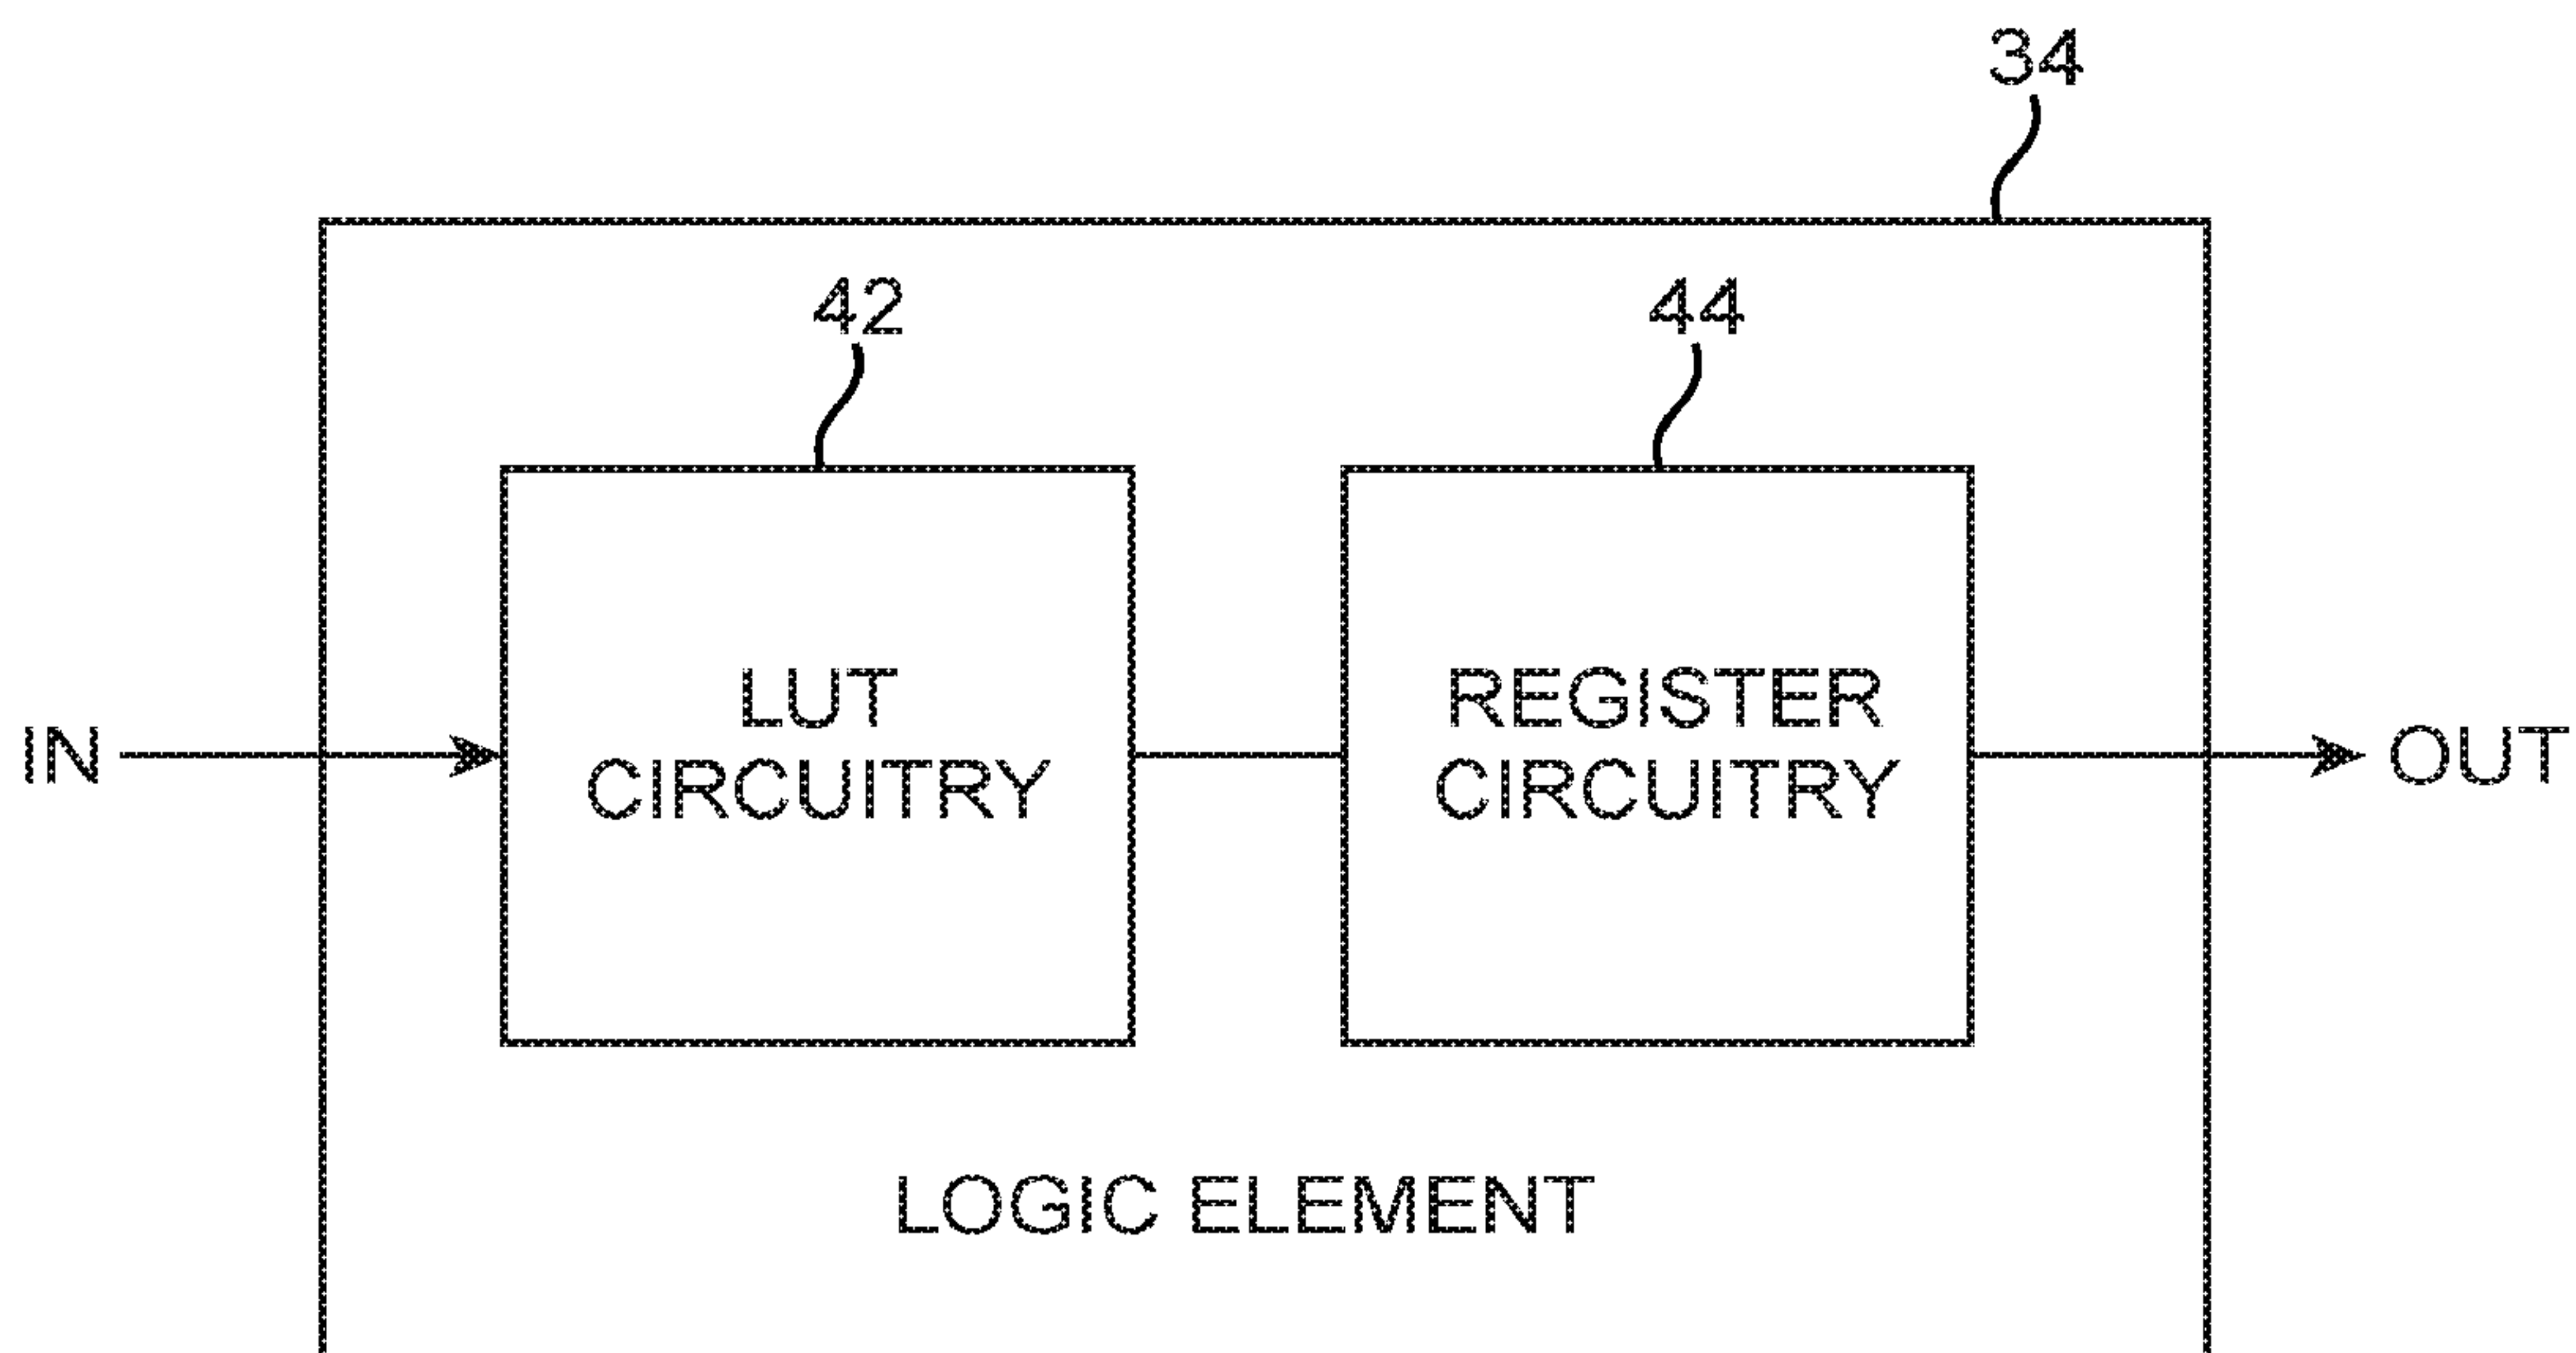 34
42
44
LUT
CIRCUITRY
REGISTER
CIRCUITRY
IN
OUT
LOGIC ELEMENT